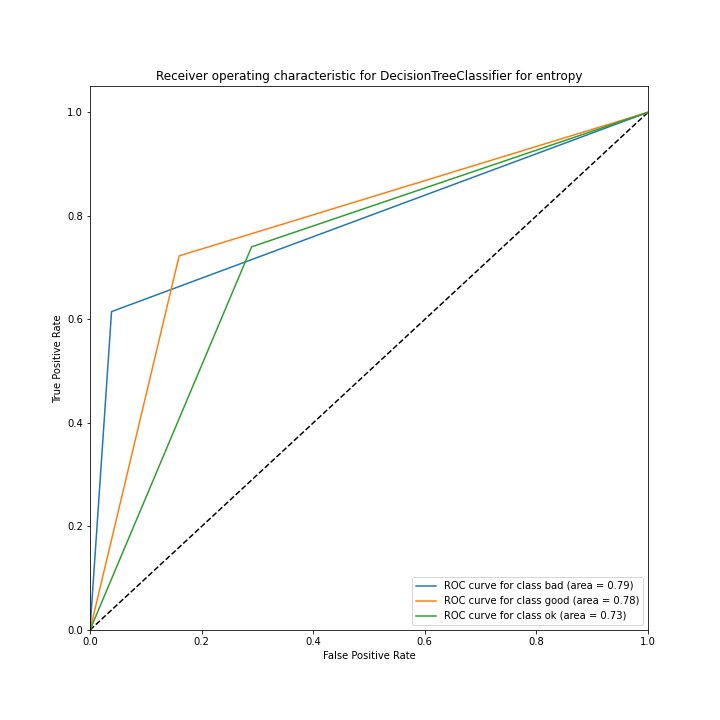 Receiver operating characteristic for DecisionTreeClassifier for entropy
1.0
0.8
0.6
0.4
0.2
0.0
True Positive Rate
0.0 0.2 0.4 0.6 0.8 1.0
False Positive Rate
ROC curve for class bad (area = 0.79)
ROC curve for class good (area = 0.78)
ROC curve for class ok (area = 0.73)